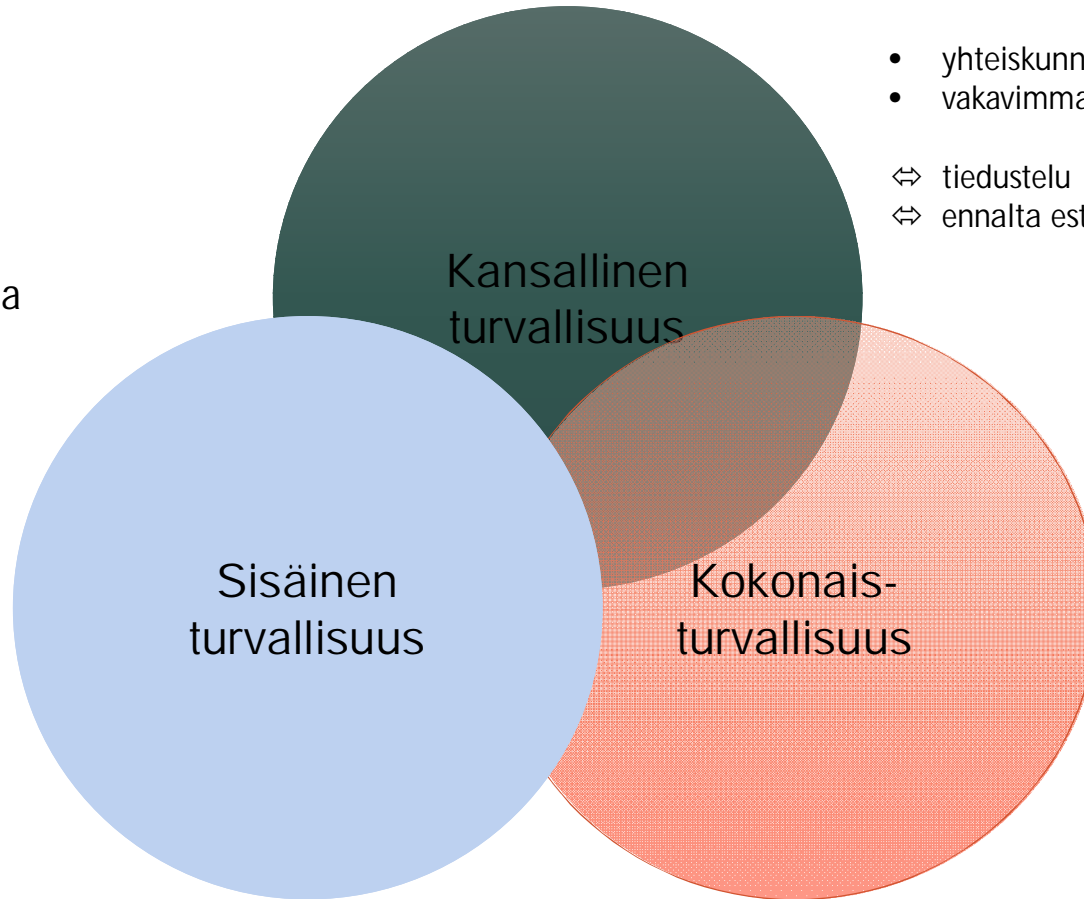 • yhteiskunn
• vakavimma
⇔ tiedustelu
⇔ ennalta est
a
Kansallinen
turvallisuus
Sisäinen
turvallisuus
Kokonais-
turvallisuus